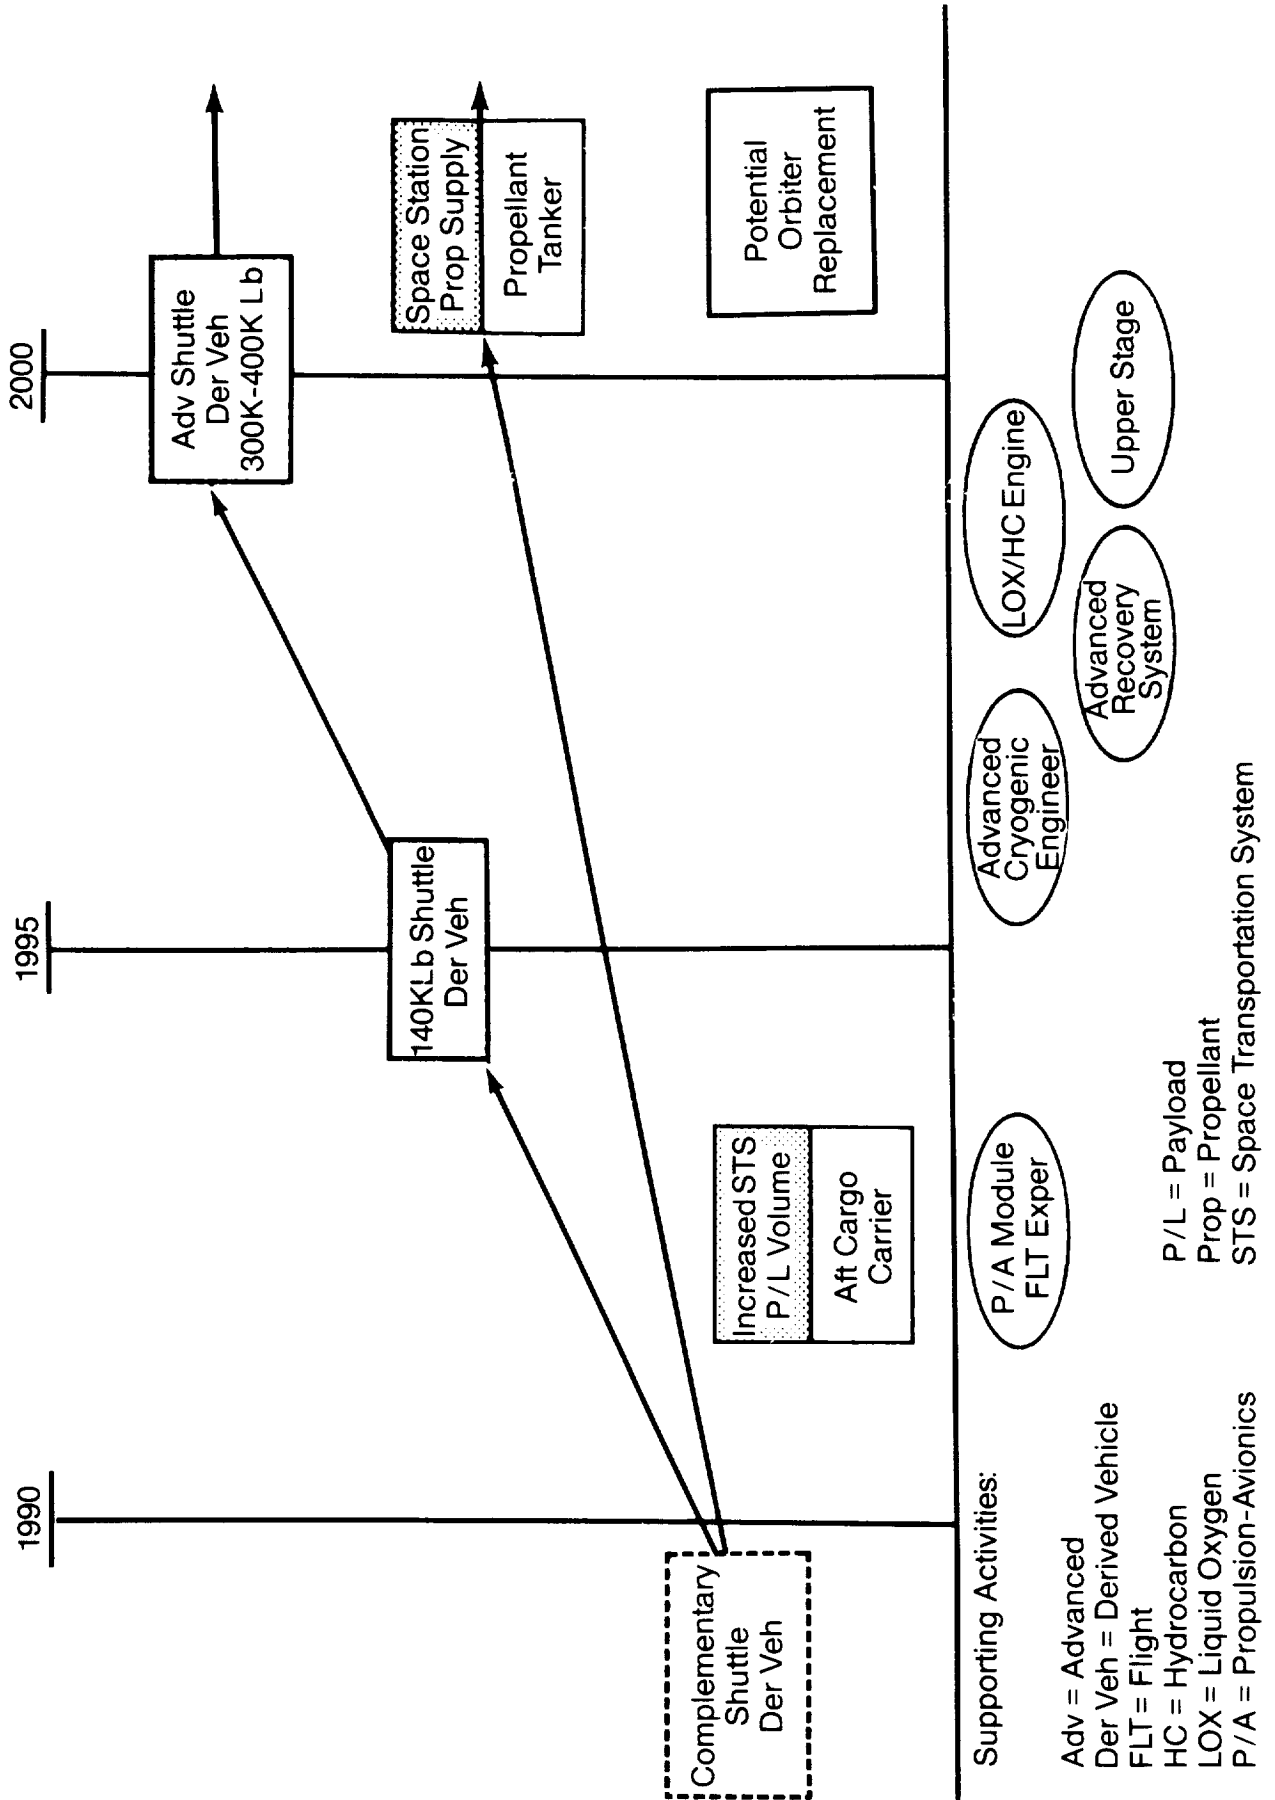 1990
1995
2000
Adv Shuttle
Der Veh
300K-400K Lb
140KLb Shuttle
Der Veh
Space Station
Prop Supply
Propellant
Tanker
Complementary
Shuttle
Der Veh
Increased STS
P/L Volume
Aft Cargo
Carrier
Potential
Orbiter
Replacement
Supporting Activities:
P/A Module
FLT Exper
Advanced
Cryogenic
Engineer
LOX/HC Engine
Advanced
Recovery
System
Upper Stage
Adv = Advanced
Der Veh = Derived Vehicle
FLT = Flight
HC = Hydrocarbon
LOX = Liquid Oxygen
P/A = Propulsion-Avionics
P/L = Payload
Prop = Propellant
STS = Space Transportation System